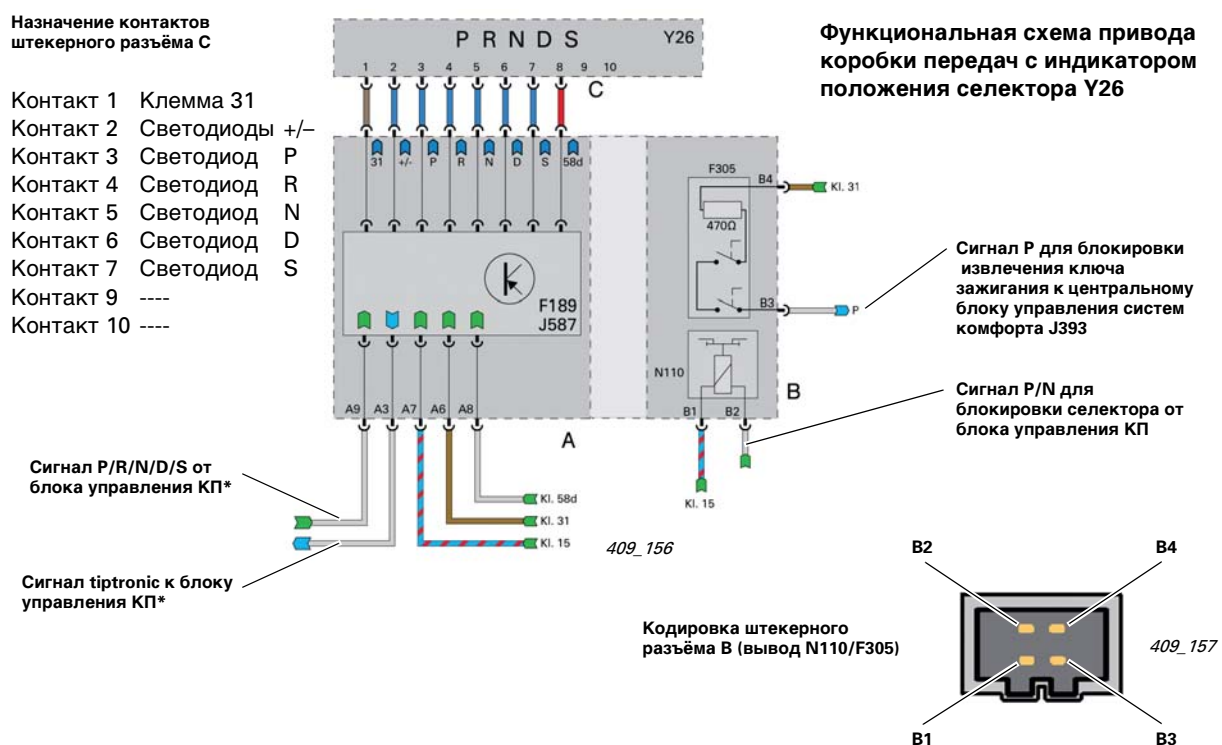 Назначение контактов
штекерного разъёма C
Контакт 1 Клемма 31
Контакт 2 Светодиоды +/–
Контакт 3 Светодиод P
Контакт 4 Светодиод R
Контакт 5 Светодиод N
Контакт 6 Светодиод D
Контакт 7 Светодиод S
Контакт 9 ----
Контакт 10 ----
P R N D S Y26
1 2 3 4 5 6 7 8 9 10
C
31 +/- P R N D S 58d
F189
J587
A9 A3 A7 A6 A8
A
Kl. 58d
Kl. 31
Kl. 15
Сигнал P/R/N/D/S от
блока управления КП*
Сигнал tiptronic к блоку
управления КП*
409_156
Функциональная схема привода
коробки передач с индикатором
положения селектора Y26
F305
B4
Kl. 31
470Ω
B3
P
N110
B
B1 B2
Kl. 15
Сигнал P для блокировки
извлечения ключа
зажигания к центральному
блоку управления систем
комфорта J393
Сигнал P/N для
блокировки селектора от
блока управления КП
Кодировка штекерного
разъёма B (вывод N110/F305)
B2 B4
B1 B3
409_157